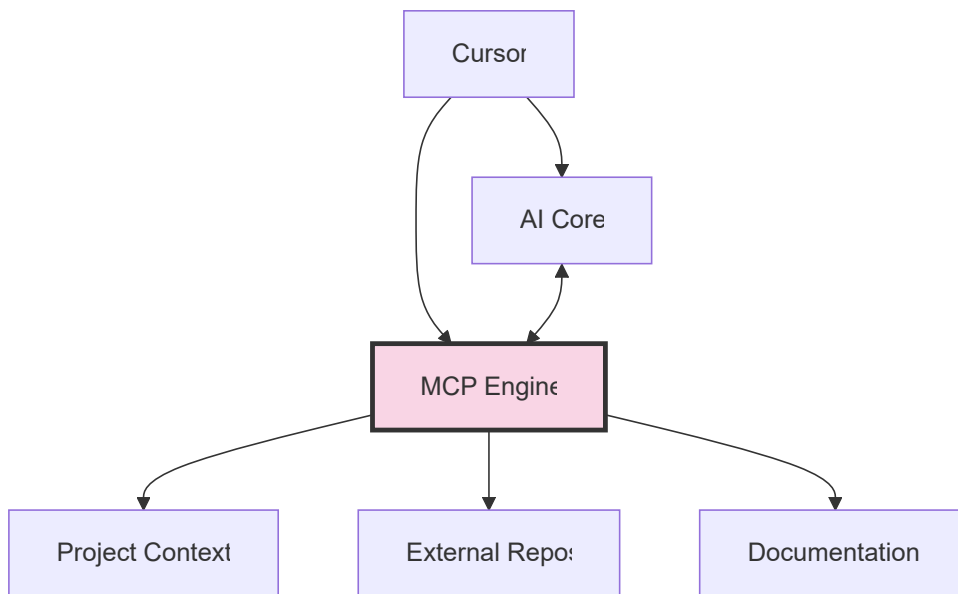 Cursor
AI Core
MCP Engine
Project Context
External Repos
Documentation